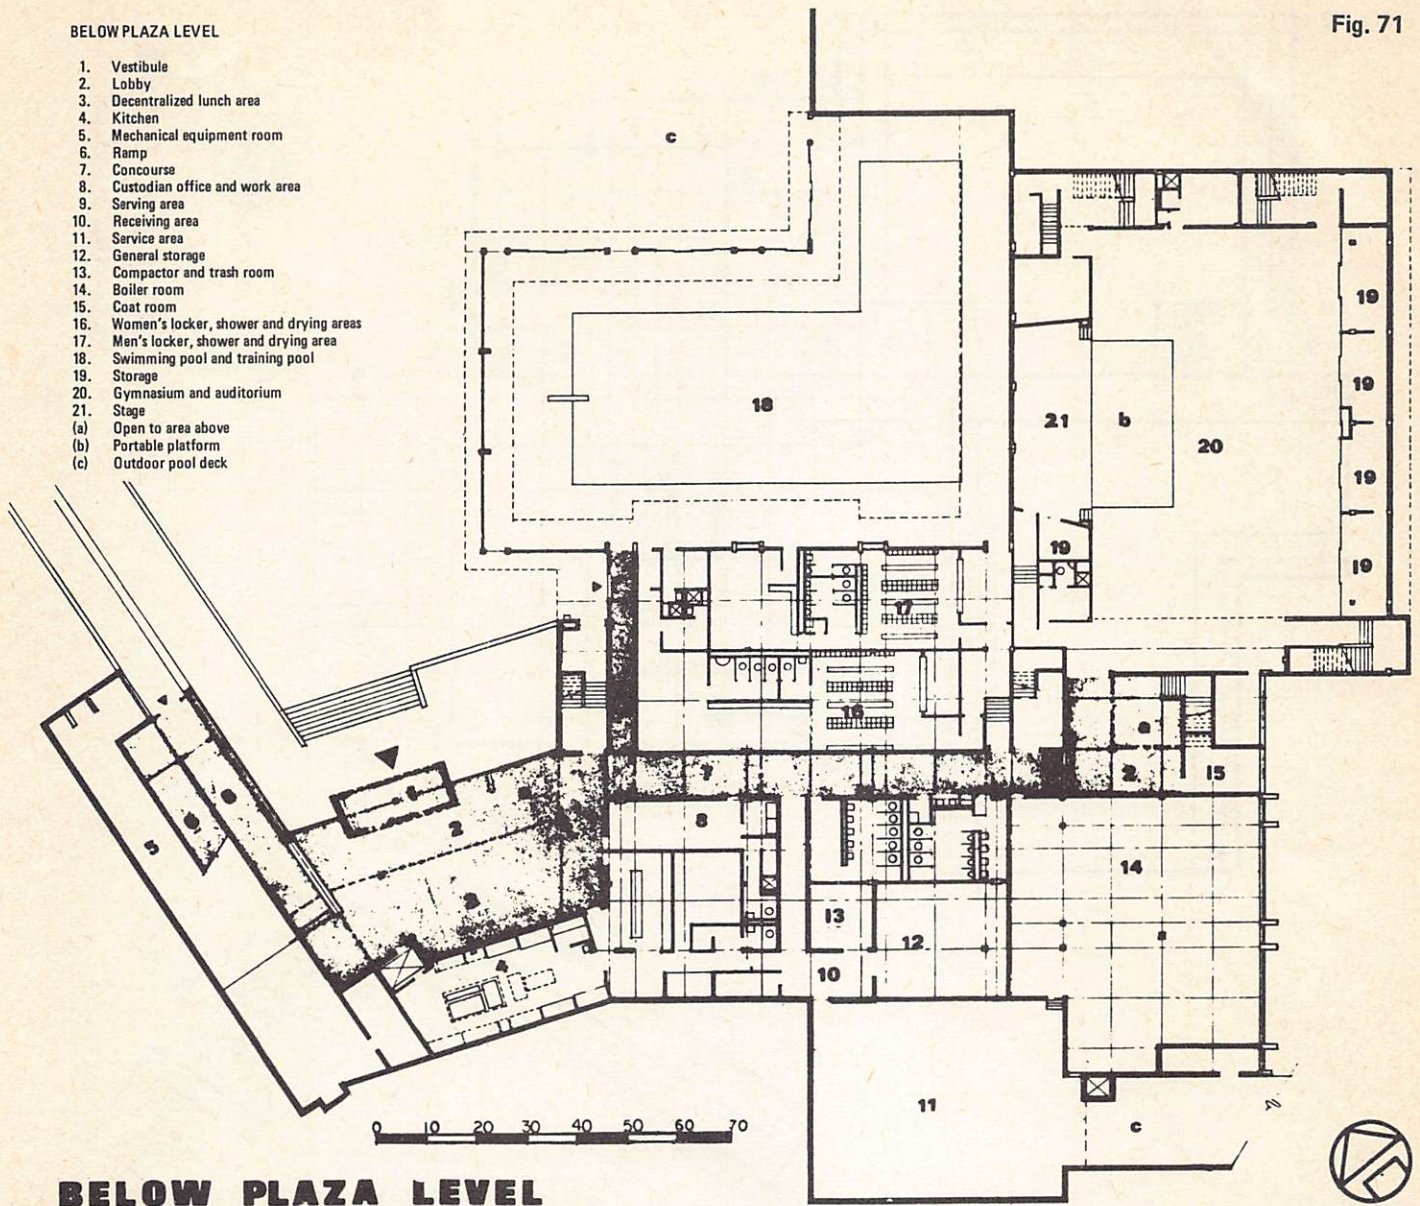 Fig. 71
BELOW PLAZA LEVEL
1. Vestibule
2. Lobby
3. Decentralized lunch area
4. Kitchen
5. Mechanical equipment room
6. Ramp
7. Concourse
8. Custodian office and work area
9. Serving area
10. Receiving area
11. Service area
12. General storage
13. Compactor and trash room
14. Boiler room
15. Coat room
16. Women's locker, shower and drying areas
17. Men's locker, shower and drying area
18. Swimming pool and training pool
19. Storage
20. Gymnasium and auditorium
21. Stage
(a) Open to area above
(b) Portable platform
(c) Outdoor pool deck
c
19
18
21 b 20
19
19
19
19
17
16
a
7
2 15
5
2
8
14
13
12
4
10
11
c
0 10 20 30 40 50 60 70
BELOW PLAZA LEVEL